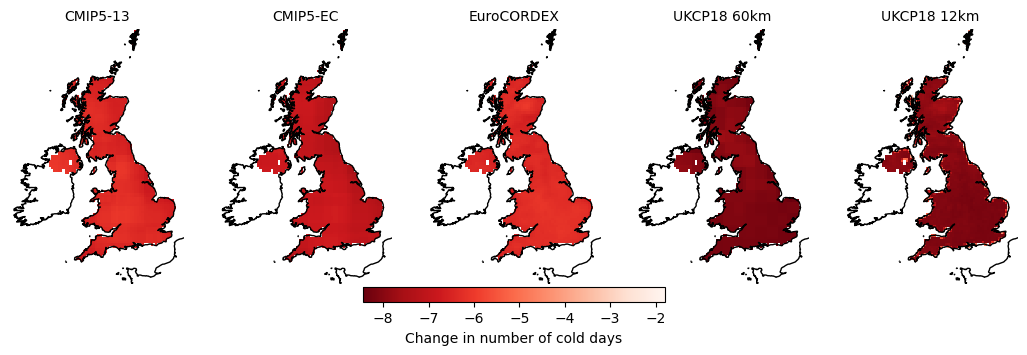 CMIP5-13 CMIP5-EC EuroCORDEX UKCP18 60km UKCP18 12km
−8 −7 −6 −5 −4 −3 −2
Change in number of cold days